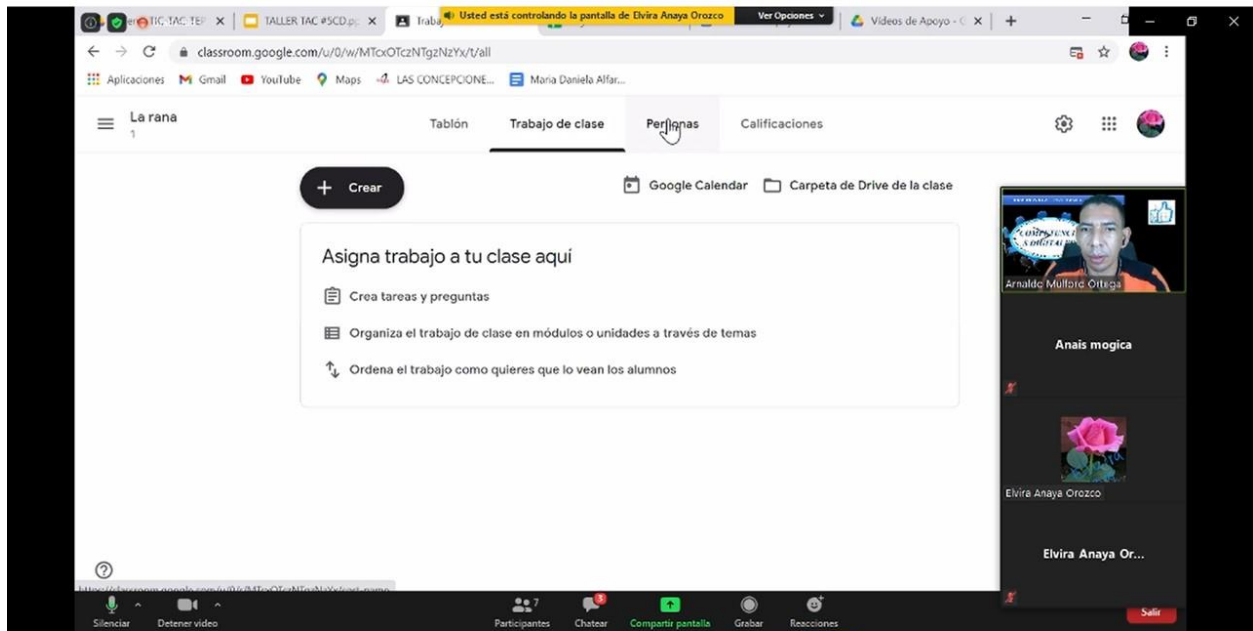 TIC-TAC-TEP
TALLER TAC #5CD.p
Traba
Usted está controlando la pantalla de Elvira Anaya Orozco
Ver Opciones
Videos de Apoyo - C
classroom.google.com/u/0/w/MTcxOTczNTgzNzYx/t/all
Aplicaciones
Gmail
YouTube
Maps
LAS CONCEPCIONE...
Maria Daniela Alfar...
La rana
1
Tablón
Trabajo de clase
Personas
Calificaciones
Crear
Google Calendar
Carpeta de Drive de la clase
Asigna trabajo a tu clase aquí
Crea tareas y preguntas
Organiza el trabajo de clase en módulos o unidades a través de temas
Ordena el trabajo como quieres que lo vean los alumnos
Arnaldo Mulford Ortega
Anais mogica
Elvira Anaya Orozco
Elvira Anaya Or...
Silenciar
Detener video
7
Participantes
3
Chatear
Compartir pantalla
Grabar
Reacciones
Salir